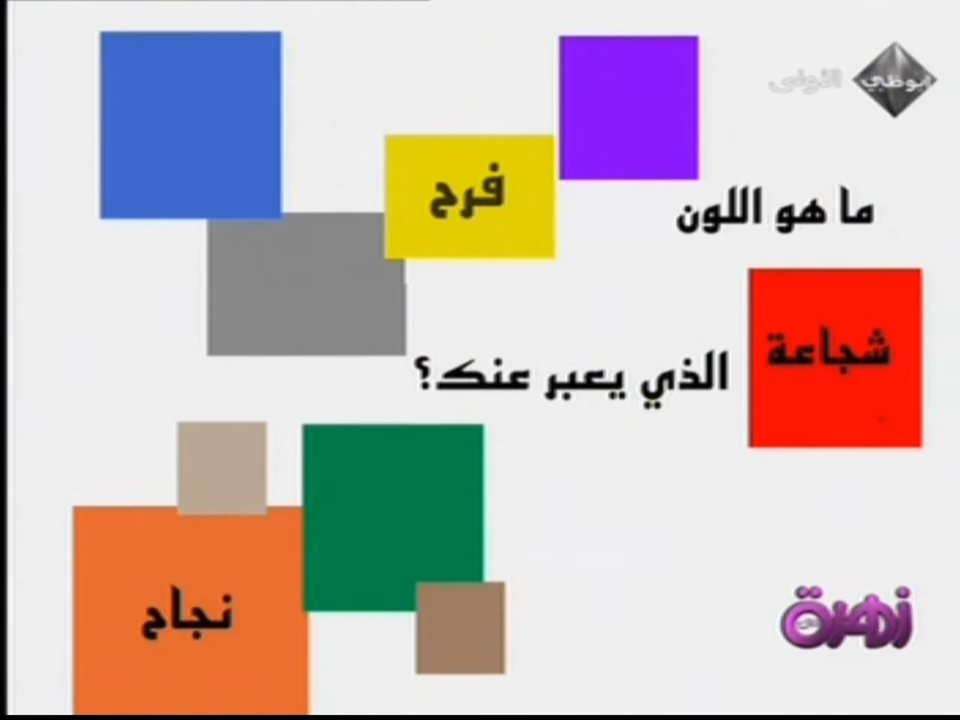 أبوظبي الأولى
فرح
ما هو اللون
شجاعة
الذي يعبر عنك؟
نجاح
زهرة